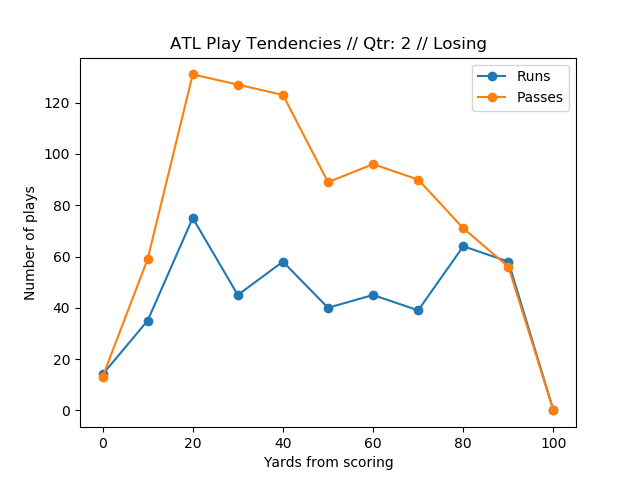 ATL Play Tendencies // Qtr: 2 // Losing
Runs
Passes
Number of plays
120
100
80
60
40
20
0
0 20 40 60 80 100
Yards from scoring